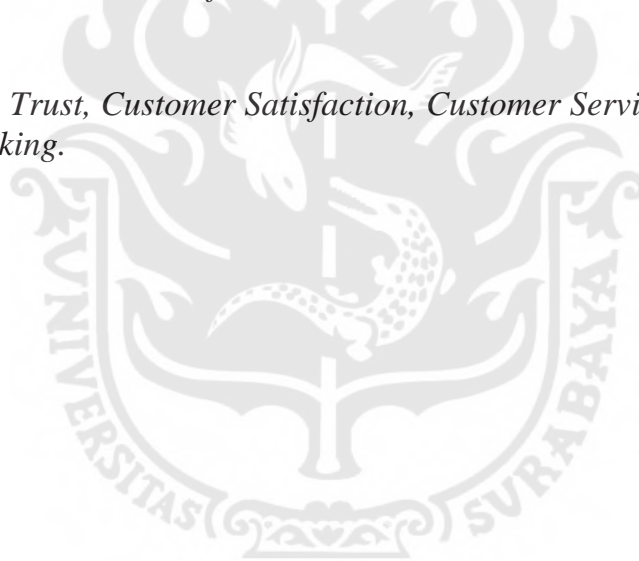 Trust, Customer Satisfaction, Customer Servi
king.
UNIVERSITAS SURABAYA